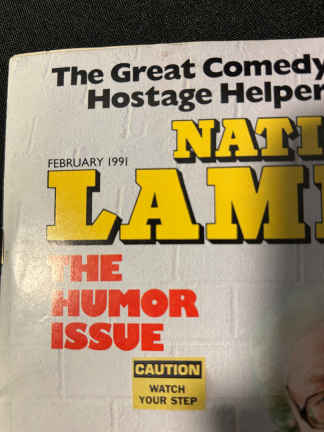 The Great Comedy
Hostage Helper
NATI
FEBRUARY 1991
LAM
THE
HUMOR
ISSUE
CAUTION
WATCH
YOUR STEP